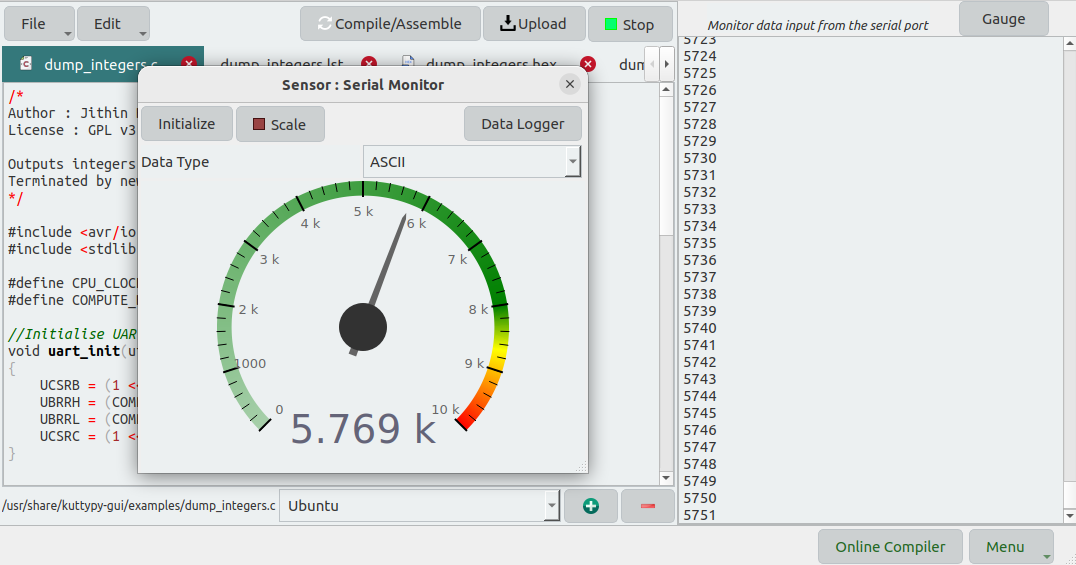 File
Edit
Compile/Assemble
Upload
Stop
Monitor data input from the serial port
Gauge
dump_integers.c
dump_integers.lst
dump_integers.hex
/*
Author : Jithin
License : GPL v3
Outputs integers
Terminated by
*/
#include <avr/io
#include <stdlib
#define CPU_CLOC
#define COMPUTE_
//Initialise UAR
void uart_init(u
{
UCSRB = (1 <
UBRRH = (COM
UBRRL = (COM
UCSRC = (1 <
}
Sensor : Serial Monitor
Initialize
Scale
Data Logger
Data Type
ASCII
0
1000
2 k
3 k
4 k
5 k
6 k
7 k
8 k
9 k
10 k
5.769 k
5723
5724
5725
5726
5727
5728
5729
5730
5731
5732
5733
5734
5735
5736
5737
5738
5739
5740
5741
5742
5743
5744
5745
5746
5747
5748
5749
5750
5751
/usr/share/kuttypy-gui/examples/dump_integers.c
Ubuntu
Online Compiler
Menu